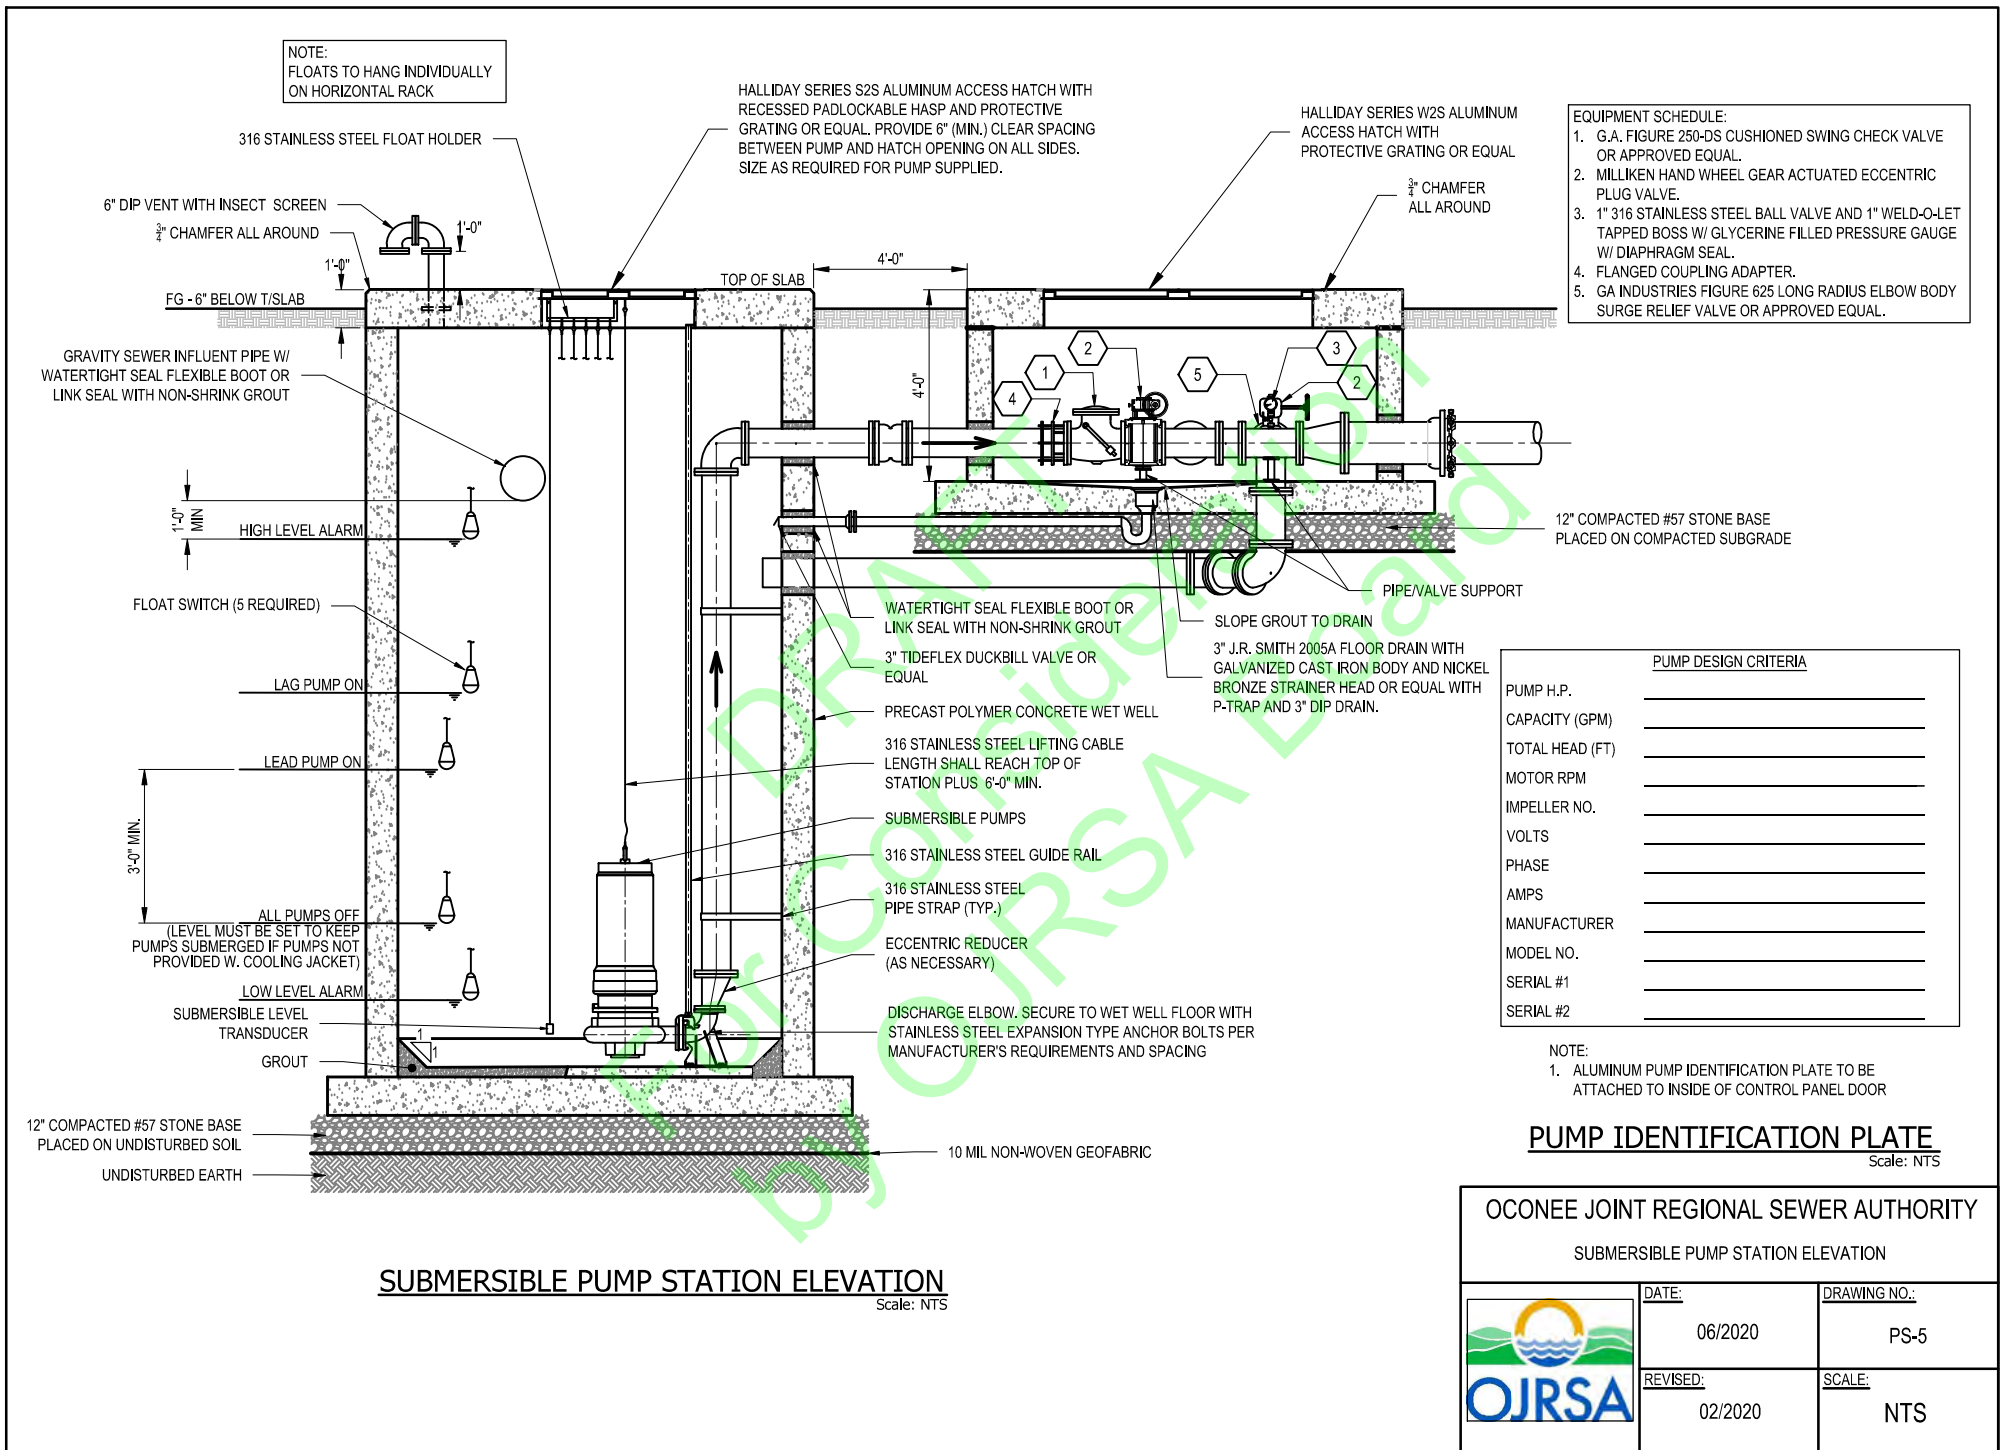 NOTE:
FLOATS TO HANG INDIVIDUALLY
ON HORIZONTAL RACK
316 STAINLESS STEEL FLOAT HOLDER
HALLIDAY SERIES S2S ALUMINUM ACCESS HATCH WITH
RECESSED PADLOCKABLE HASP AND PROTECTIVE
GRATING OR EQUAL. PROVIDE 6" (MIN.) CLEAR SPACING
BETWEEN PUMP AND HATCH OPENING ON ALL SIDES.
SIZE AS REQUIRED FOR PUMP SUPPLIED.
HALLIDAY SERIES W2S ALUMINUM
ACCESS HATCH WITH
PROTECTIVE GRATING OR EQUAL
3/4" CHAMFER
ALL AROUND
EQUIPMENT SCHEDULE:
1. G.A. FIGURE 250-DS CUSHIONED SWING CHECK VALVE
OR APPROVED EQUAL.
2. MILLIKEN HAND WHEEL GEAR ACTUATED ECCENTRIC
PLUG VALVE.
3. 1" 316 STAINLESS STEEL BALL VALVE AND 1" WELD-O-LET
TAPPED BOSS W/ GLYCERINE FILLED PRESSURE GAUGE
W/ DIAPHRAGM SEAL.
4. FLANGED COUPLING ADAPTER.
5. GA INDUSTRIES FIGURE 625 LONG RADIUS ELBOW BODY
SURGE RELIEF VALVE OR APPROVED EQUAL.
6" DIP VENT WITH INSECT SCREEN
3/4" CHAMFER ALL AROUND
1'-0"
1'-0"
FG - 6" BELOW T/SLAB
TOP OF SLAB
4'-0"
4'-0"
GRAVITY SEWER INFLUENT PIPE W/
WATERTIGHT SEAL FLEXIBLE BOOT OR
LINK SEAL WITH NON-SHRINK GROUT
1
2
3
4
5
2
1'-0"
MIN
HIGH LEVEL ALARM
FLOAT SWITCH (5 REQUIRED)
LAG PUMP ON
LEAD PUMP ON
3'-0" MIN.
ALL PUMPS OFF
(LEVEL MUST BE SET TO KEEP
PUMPS SUBMERGED IF PUMPS NOT
PROVIDED W. COOLING JACKET)
LOW LEVEL ALARM
SUBMERSIBLE LEVEL
TRANSDUCER
1
1
GROUT
12" COMPACTED #57 STONE BASE
PLACED ON UNDISTURBED SOIL
UNDISTURBED EARTH
12" COMPACTED #57 STONE BASE
PLACED ON COMPACTED SUBGRADE
PIPE/VALVE SUPPORT
SLOPE GROUT TO DRAIN
3" J.R. SMITH 2005A FLOOR DRAIN WITH
GALVANIZED CAST IRON BODY AND NICKEL
BRONZE STRAINER HEAD OR EQUAL WITH
P-TRAP AND 3" DIP DRAIN.
WATERTIGHT SEAL FLEXIBLE BOOT OR
LINK SEAL WITH NON-SHRINK GROUT
3" TIDEFLEX DUCKBILL VALVE OR
EQUAL
PRECAST POLYMER CONCRETE WET WELL
316 STAINLESS STEEL LIFTING CABLE
LENGTH SHALL REACH TOP OF
STATION PLUS 6'-0" MIN.
SUBMERSIBLE PUMPS
316 STAINLESS STEEL GUIDE RAIL
316 STAINLESS STEEL
PIPE STRAP (TYP.)
ECCENTRIC REDUCER
(AS NECESSARY)
DISCHARGE ELBOW. SECURE TO WET WELL FLOOR WITH
STAINLESS STEEL EXPANSION TYPE ANCHOR BOLTS PER
MANUFACTURER'S REQUIREMENTS AND SPACING
10 MIL NON-WOVEN GEOFABRIC
DRAFT
For Consideration
by OJRSA Board
PUMP DESIGN CRITERIA
PUMP H.P.
CAPACITY (GPM)
TOTAL HEAD (FT)
MOTOR RPM
IMPELLER NO.
VOLTS
PHASE
AMPS
MANUFACTURER
MODEL NO.
SERIAL #1
SERIAL #2
NOTE:
1. ALUMINUM PUMP IDENTIFICATION PLATE TO BE
ATTACHED TO INSIDE OF CONTROL PANEL DOOR
PUMP IDENTIFICATION PLATE
Scale: NTS
SUBMERSIBLE PUMP STATION ELEVATION
Scale: NTS
OCONEE JOINT REGIONAL SEWER AUTHORITY
SUBMERSIBLE PUMP STATION ELEVATION
OJRSA
DATE:
06/2020
DRAWING NO.:
PS-5
REVISED:
02/2020
SCALE:
NTS